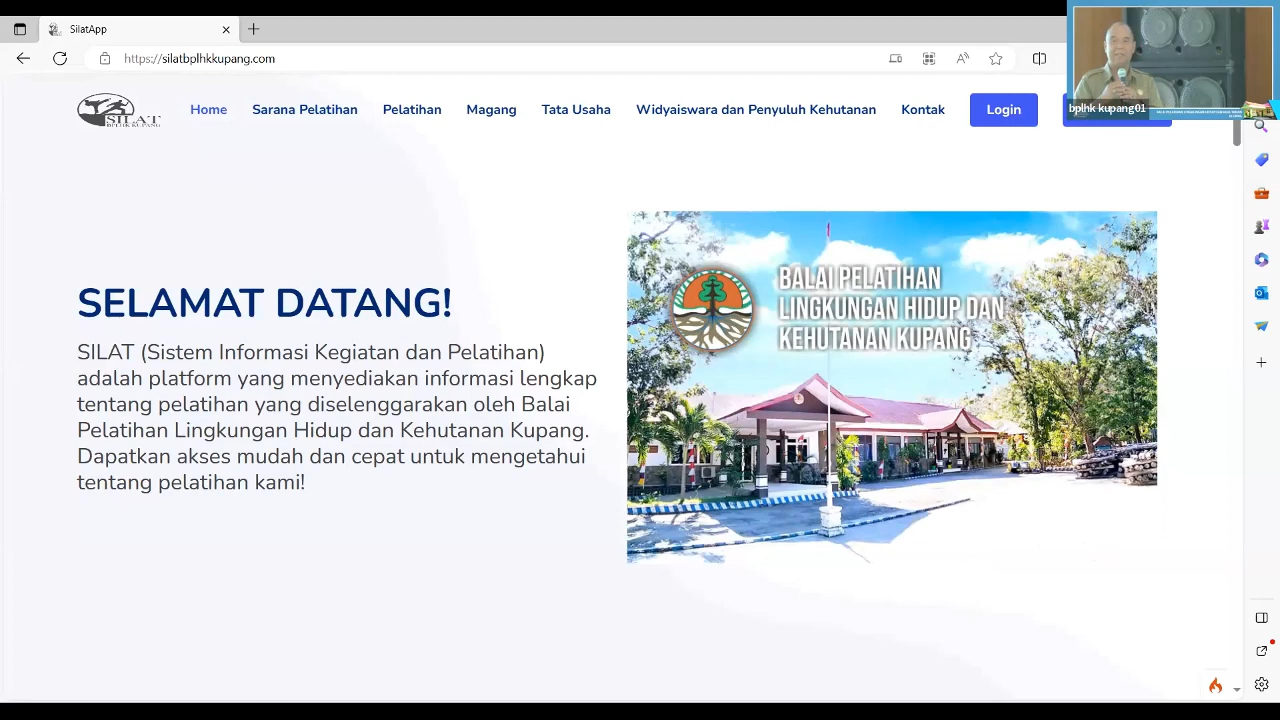 SilatApp
https://silatbplhkkupang.com
SILAT
BPLHK KUPANG
Home
Sarana Pelatihan
Pelatihan
Magang
Tata Usaha
Widyaiswara dan Penyuluh Kehutanan
Kontak
Login
bplhk kupang01
BALAI PELATIHAN
LINGKUNGAN HIDUP DAN
KEHUTANAN KUPANG
SELAMAT DATANG!
SILAT (Sistem Informasi Kegiatan dan Pelatihan)
adalah platform yang menyediakan informasi lengkap
tentang pelatihan yang diselenggarakan oleh Balai
Pelatihan Lingkungan Hidup dan Kehutanan Kupang.
Dapatkan akses mudah dan cepat untuk mengetahui
tentang pelatihan kami!